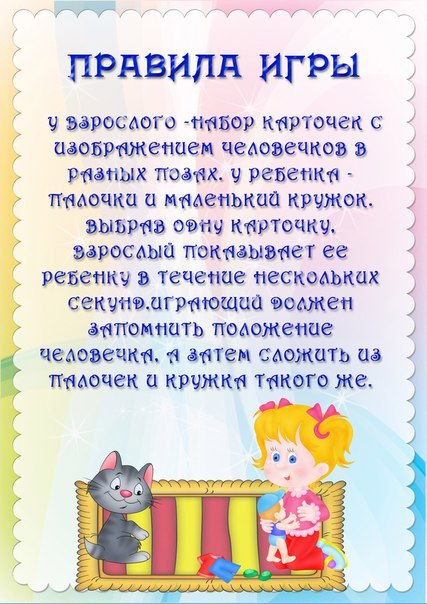 ПРАВИЛА ИГРЫ
У ВЗРОСЛОГО -НАБОР КАРТОЧЕК С
ИЗОБРАЖЕНИЕМ ЧЕЛОВЕЧКОВ В
РАЗНЫХ ПОЗАХ. У РЕБЕНКА -
ПАЛОЧКИ И МАЛЕНЬКИЙ КРУЖОК.
ВЫБРАВ ОДНУ КАРТОЧКУ,
ВЗРОСЛЫЙ ПОКАЗЫВАЕТ ЕЕ
РЕБЕНКУ В ТЕЧЕНИЕ НЕСКОЛЬКИХ
СЕКУНД.ИГРАЮЩИЙ ДОЛЖЕН
ЗАПОМНИТЬ ПОЛОЖЕНИЕ
ЧЕЛОВЕЧКА, А ЗАТЕМ СЛОЖИТЬ ИЗ
ПАЛОЧЕК И КРУЖКА ТАКОГО ЖЕ.